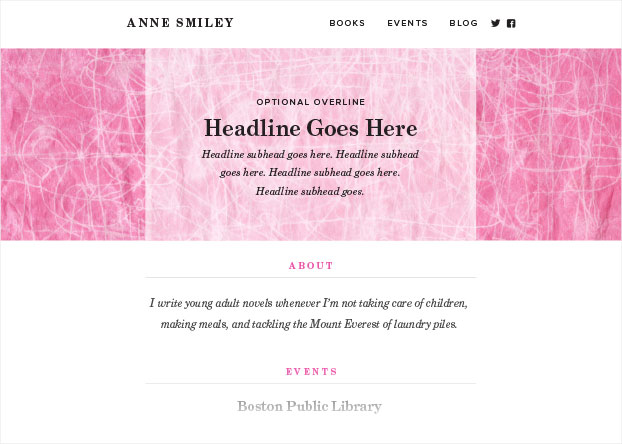 ANNE SMILEY
BOOKS EVENTS BLOG
OPTIONAL OVERLINE
Headline Goes Here
Headline subhead goes here. Headline subhead
goes here. Headline subhead goes here.
Headline subhead goes.
ABOUT
I write young adult novels whenever I'm not taking care of children,
making meals, and tackling the Mount Everest of laundry piles.
EVENTS
Boston Public Library